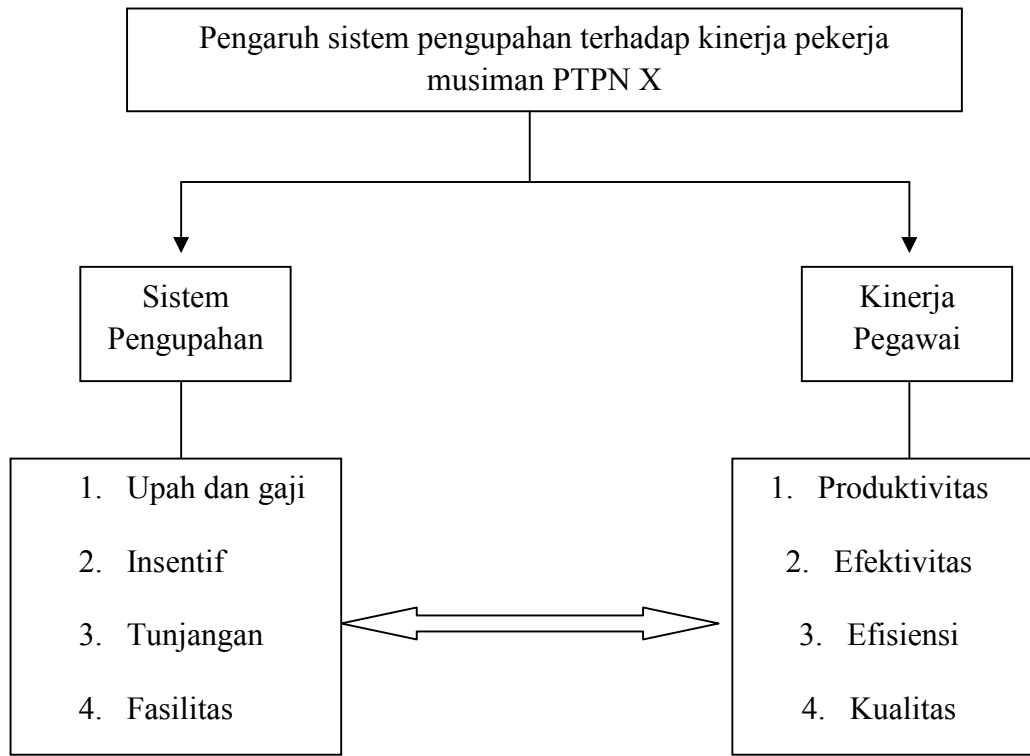 Pengaruh sistem pengupahan terhadap kinerja pekerja
musiman PTPN X
Sistem
Pengupahan
Kinerja
Pegawai
1. Upah dan gaji
2. Insentif
3. Tunjangan
4. Fasilitas
1. Produktivitas
2. Efektivitas
3. Efisiensi
4. Kualitas